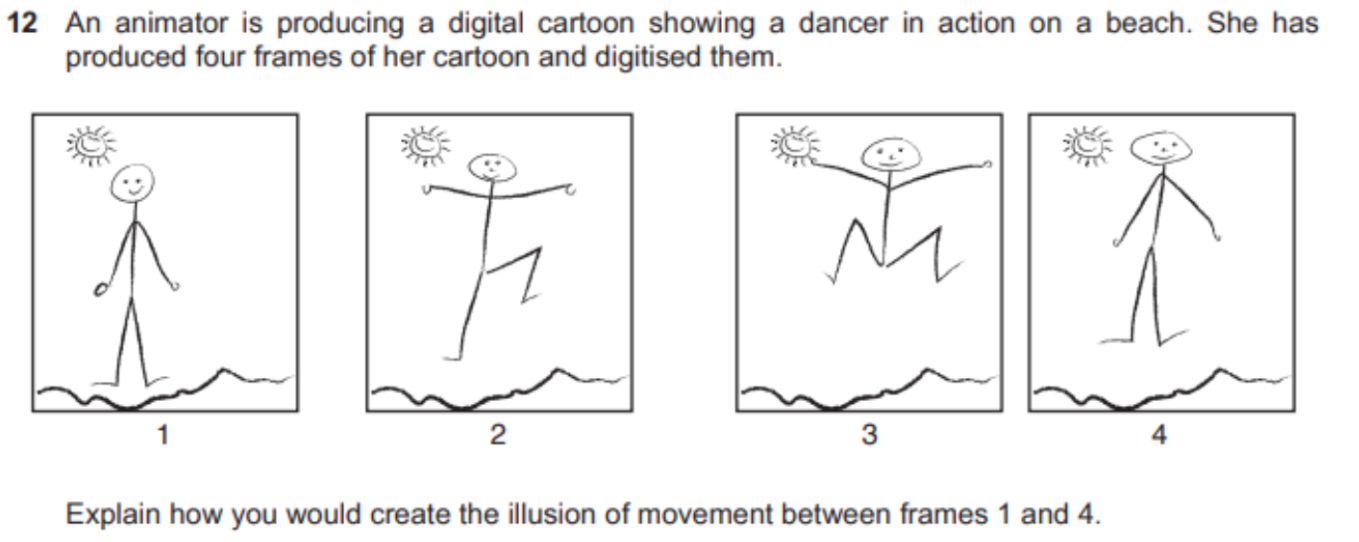 12 An animator is producing a digital cartoon showing a dancer in action on a beach. She has
produced four frames of her cartoon and digitised them.
1 2 3 4
Explain how you would create the illusion of movement between frames 1 and 4.